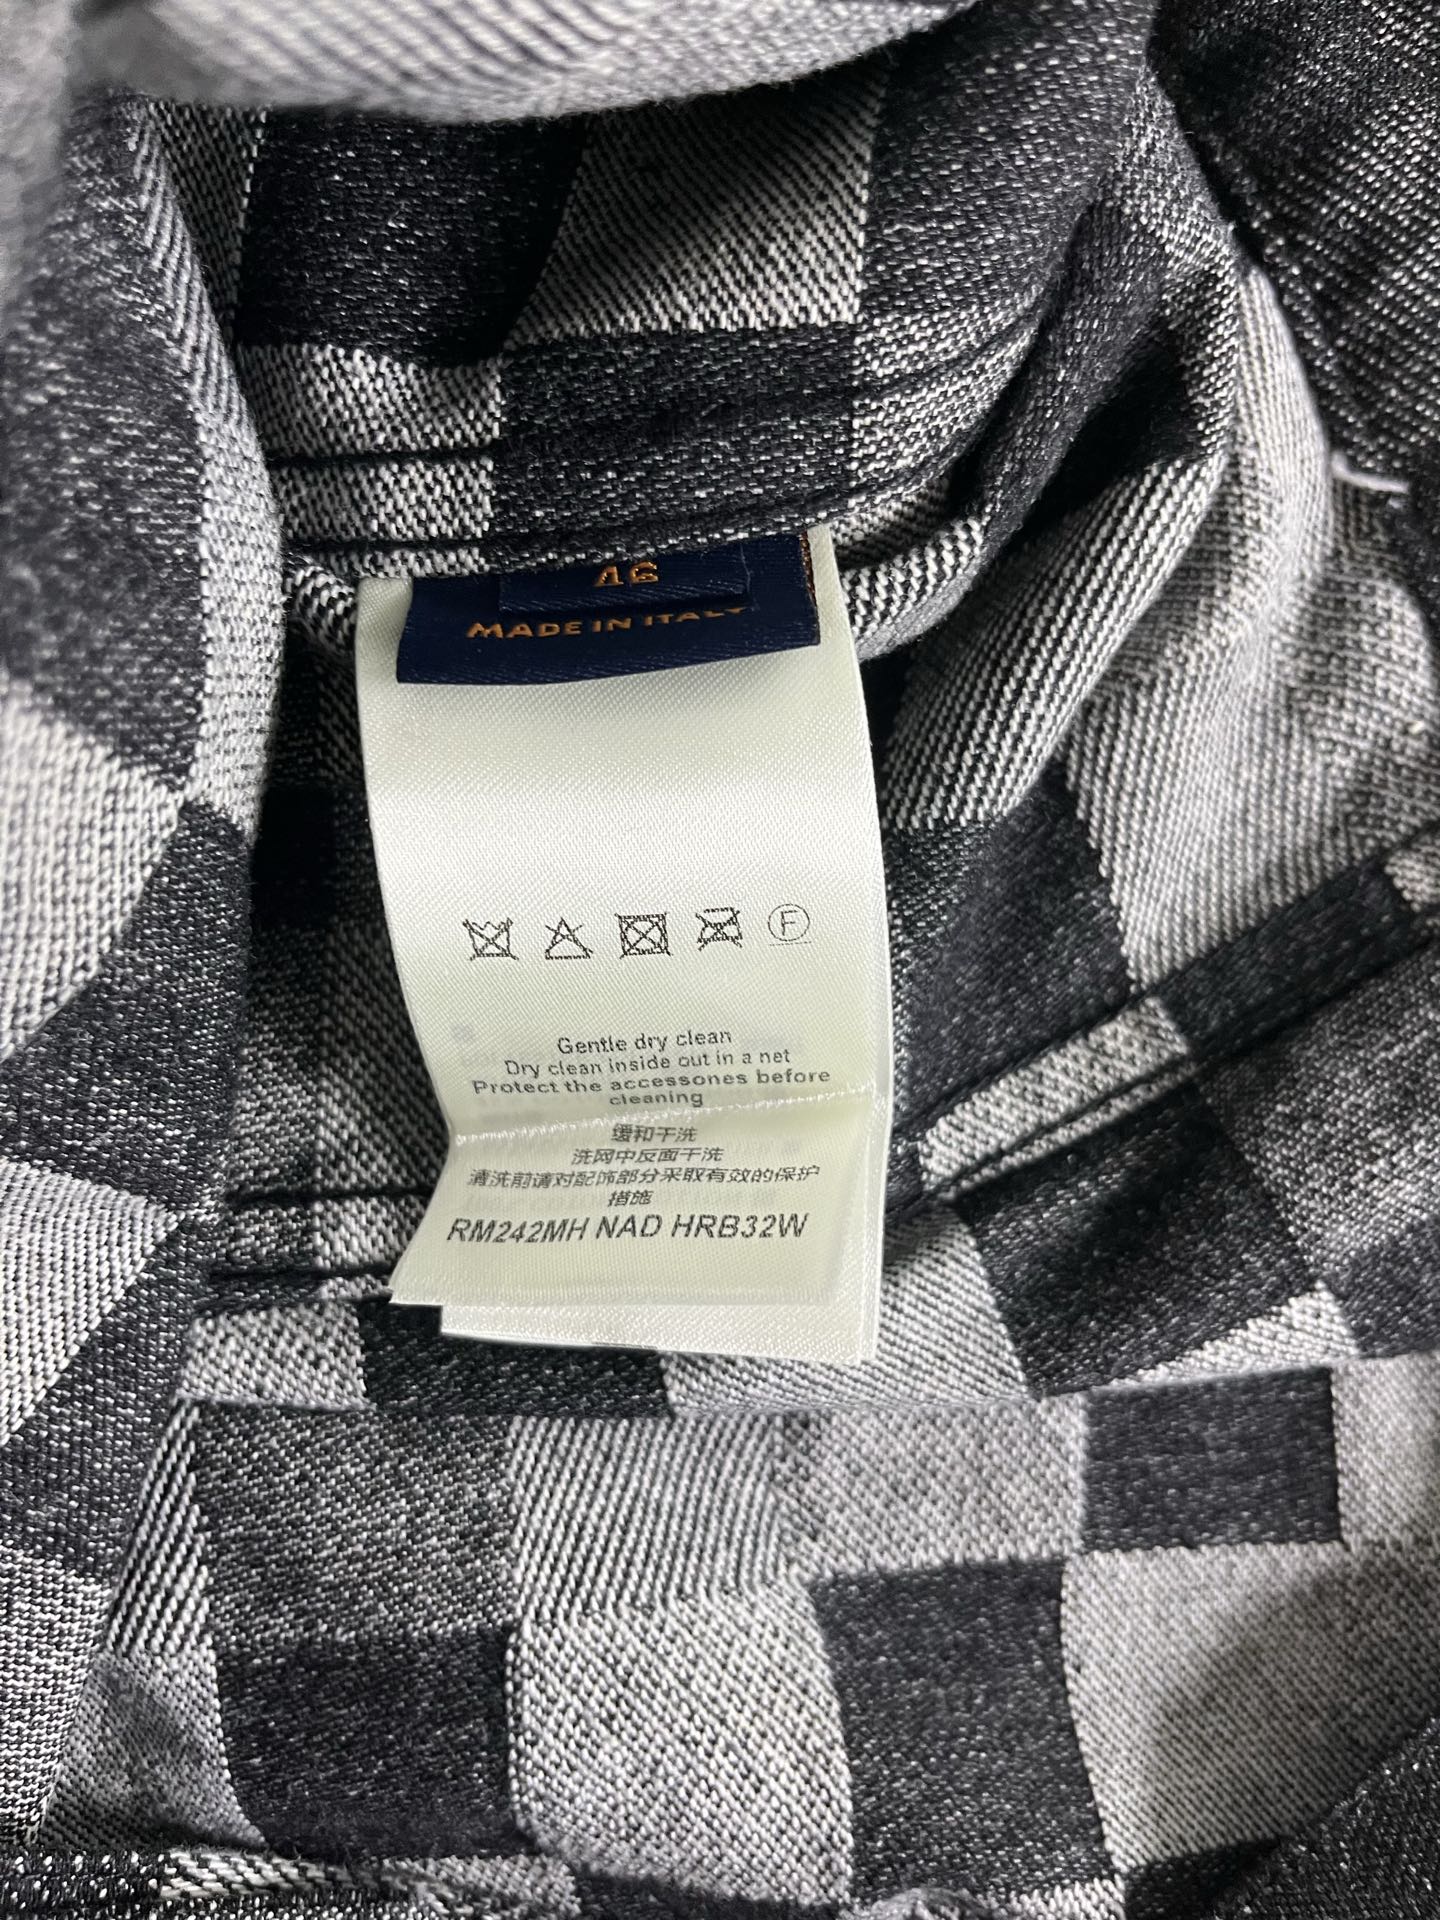 46
MADE IN ITALY
F
Gentle dry clean
Dry clean inside out in a net
Protect the accessones before
cleaning
缓和干洗
洗网中反面干洗
清洗前请对配饰部分采取有效的保护
措施
RM242MH NAD HRB32W